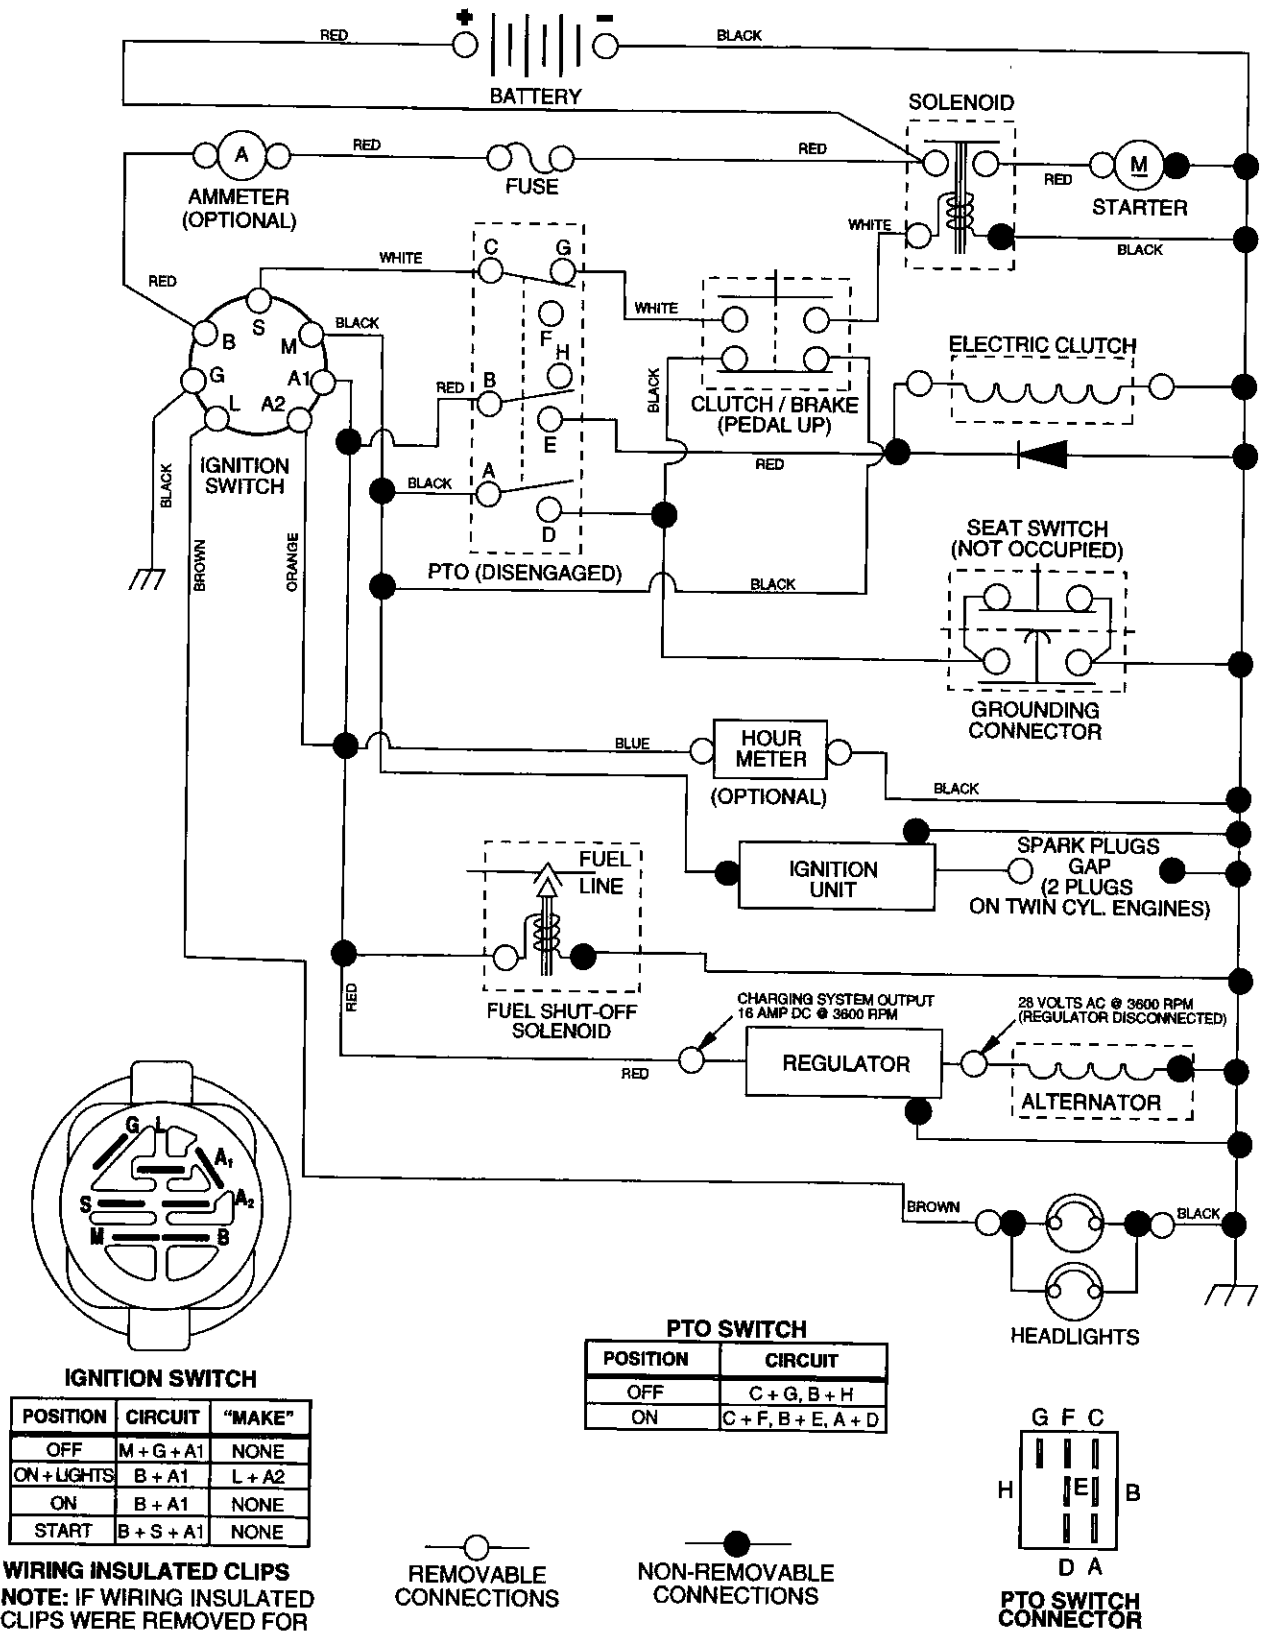 + -
RED
BLACK
BATTERY
SOLENOID
A
RED
RED
FUSE
AMMETER
(OPTIONAL)
M
RED
STARTER
WHITE
BLACK
RED
WHITE
C G
S
B
M
BLACK
G
A1
L A2
IGNITION
SWITCH
F
H
RED
B
E
BLACK
A
D
PTO (DISENGAGED)
WHITE
BLACK
CLUTCH / BRAKE
(PEDAL UP)
RED
ELECTRIC CLUTCH
BLACK
BROWN
ORANGE
BLACK
SEAT SWITCH
(NOT OCCUPIED)
GROUNDING
CONNECTOR
BLUE
HOUR
METER
(OPTIONAL)
BLACK
IGNITION
UNIT
SPARK PLUGS
GAP
(2 PLUGS
ON TWIN CYL. ENGINES)
FUEL
LINE
FUEL SHUT-OFF
SOLENOID
RED
CHARGING SYSTEM OUTPUT
16 AMP DC @ 3600 RPM
28 VOLTS AC @ 3600 RPM
(REGULATOR DISCONNECTED)
RED
REGULATOR
ALTERNATOR
G L
A1
S A2
M B
BROWN
BLACK
HEADLIGHTS
IGNITION SWITCH
POSITION CIRCUIT "MAKE"
OFF M + G + A1 NONE
ON + LIGHTS B + A1 L + A2
ON B + A1 NONE
START B + S + A1 NONE
PTO SWITCH
POSITION CIRCUIT
OFF C + G, B + H
ON C + F, B + E, A + D
G F C
H E B
D A
PTO SWITCH
CONNECTOR
WIRING INSULATED CLIPS
NOTE: IF WIRING INSULATED
CLIPS WERE REMOVED FOR
REMOVABLE
CONNECTIONS
NON-REMOVABLE
CONNECTIONS